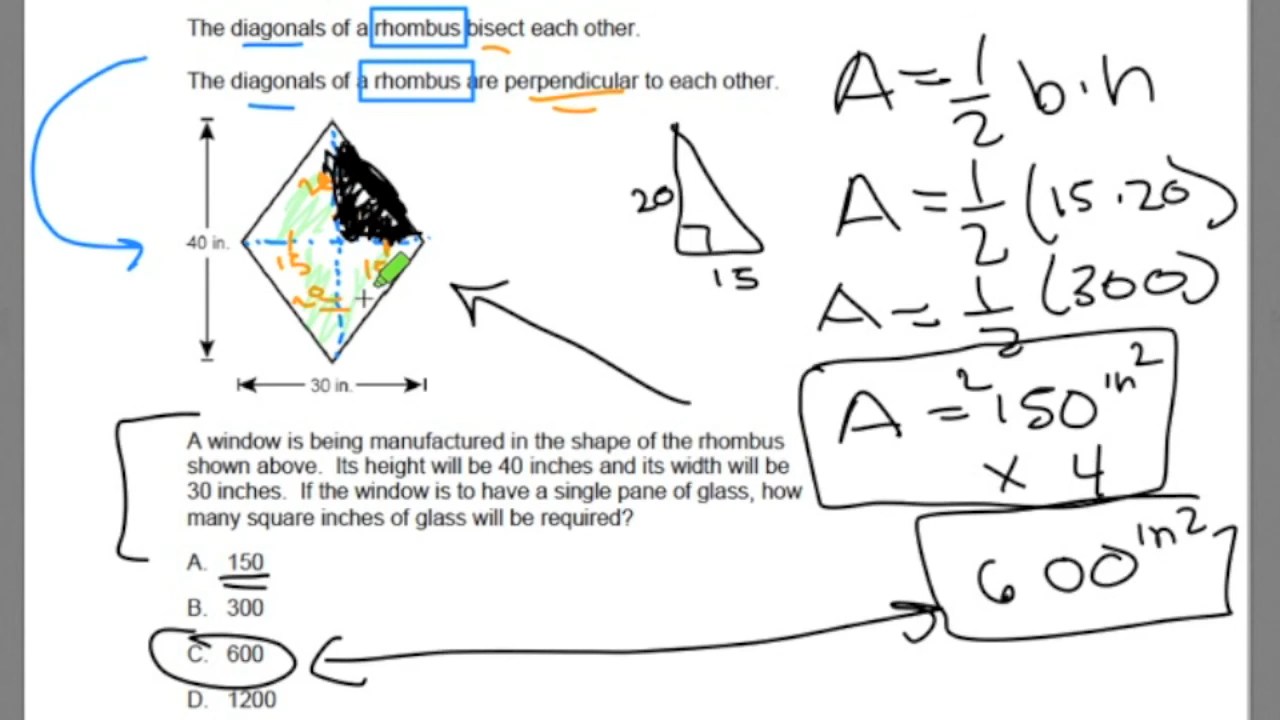 The diagonals of a rhombus bisect each other.
The diagonals of a rhombus are perpendicular to each other.
40 in.
20
15
15
20
30 in.
20
15
A = 1/2 b·h
A = 1/2 (15·20)
A = 1/2 (300)
A = 150 in²
2
x 4
600 in²
A window is being manufactured in the shape of the rhombus
shown above. Its height will be 40 inches and its width will be
30 inches. If the window is to have a single pane of glass, how
many square inches of glass will be required?
A. 150
B. 300
C. 600
D. 1200